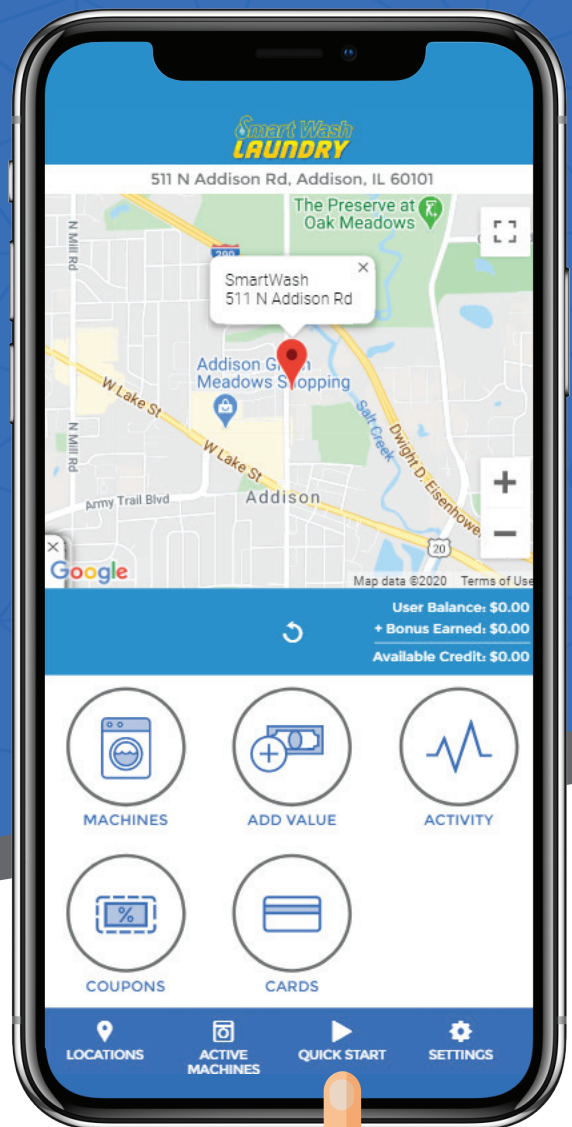 Smart Wash
LAUNDRY
511 N Addison Rd, Addison, IL 60101
The Preserve at
Oak Meadows
N Mill Rd
290
SmartWash
511 N Addison Rd
Addison G
Meadows Shopping
W Lake St
Salt Creek
Dwight D. Eisenhower
N Mill Rd
W Lake St
Army Trail Blvd
Addison
20
Google
Map data ©2020 Terms of Use
User Balance: $0.00
+ Bonus Earned: $0.00
Available Credit: $0.00
MACHINES
ADD VALUE
ACTIVITY
%
COUPONS
CARDS
LOCATIONS
ACTIVE
MACHINES
QUICK START
SETTINGS